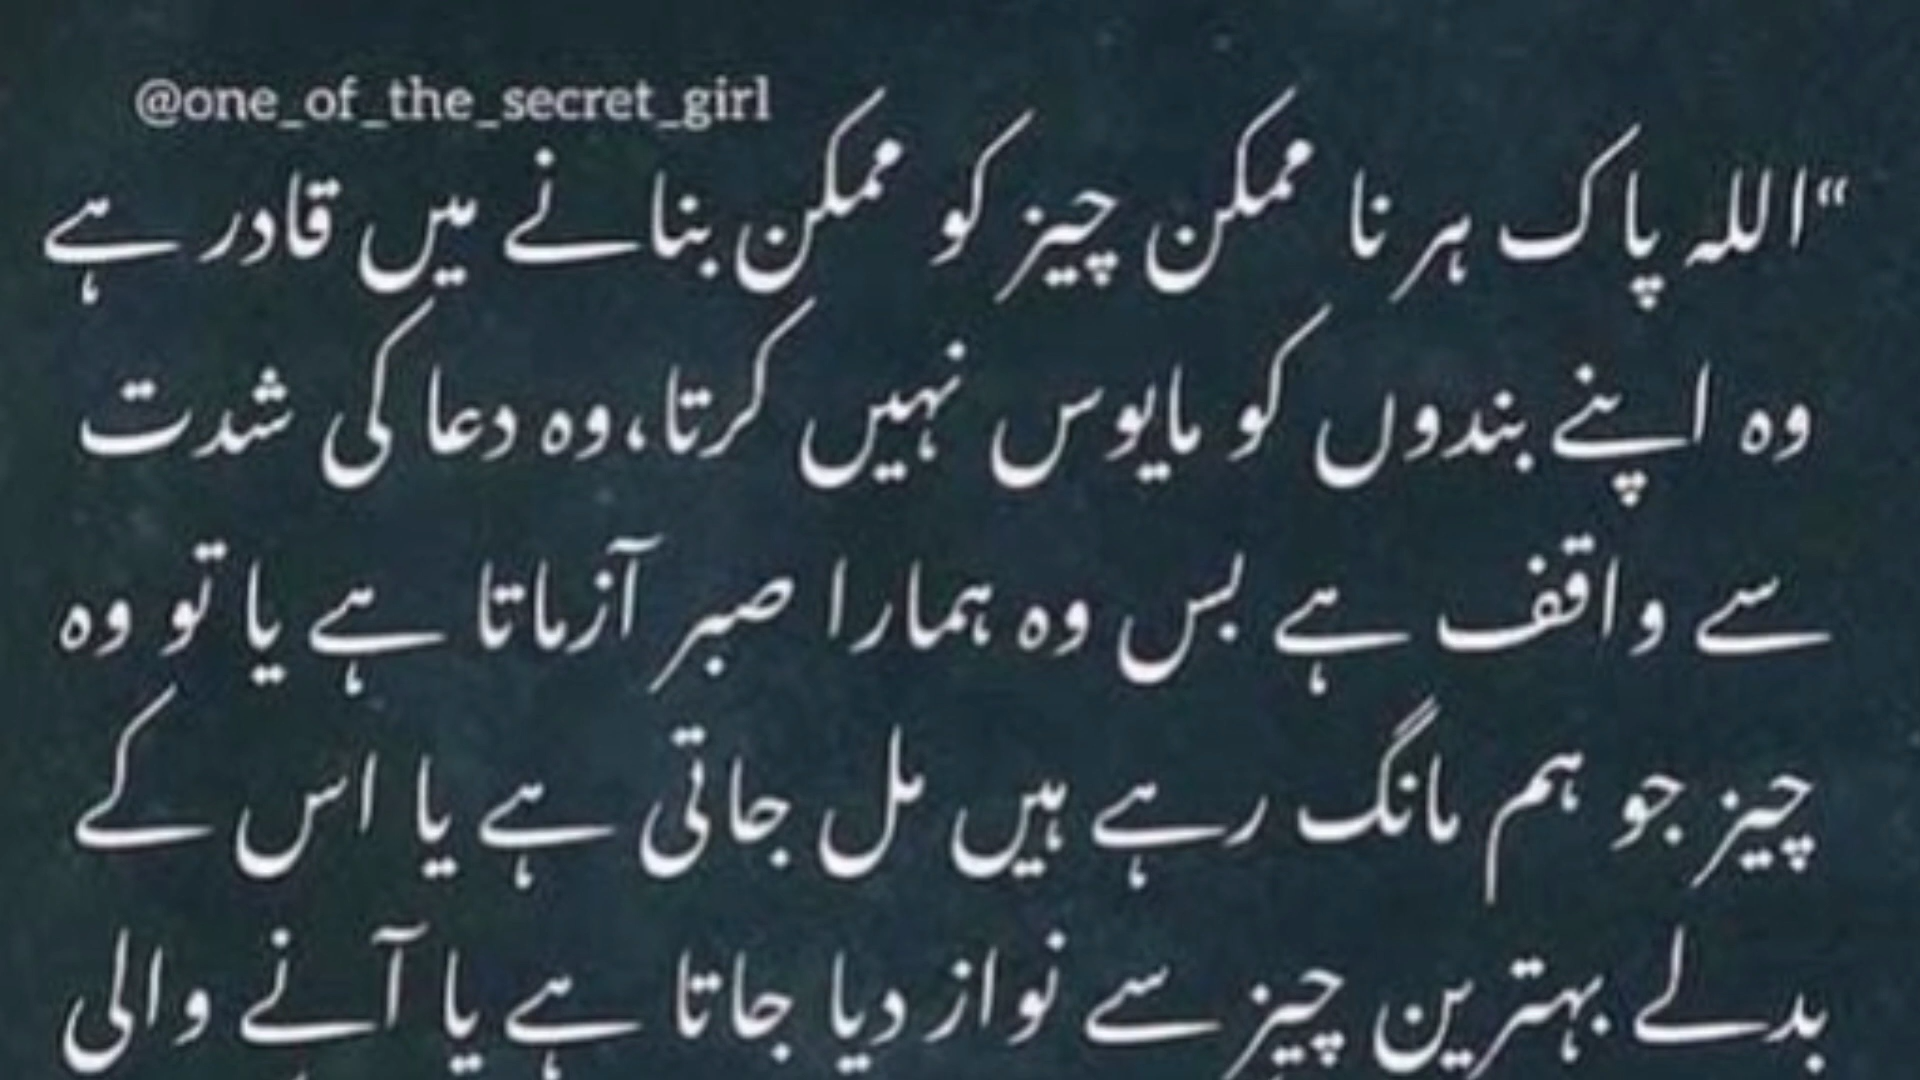 @one_of_the_secret_girl
“اللہ پاک ہر نا ممکن چیز کو ممکن بنانے میں قادر ہے
وہ اپنے بندوں کو مایوس نہیں کرتا، وہ دعا کی شدت
سے واقف ہے بس وہ ہمارا صبر آزماتا ہے یا تو وہ
چیز جو ہم مانگ رہے ہیں مل جاتی ہے یا اس کے
بدلے بہترین چیز سے نواز دیا جاتا ہے یا آنے والی